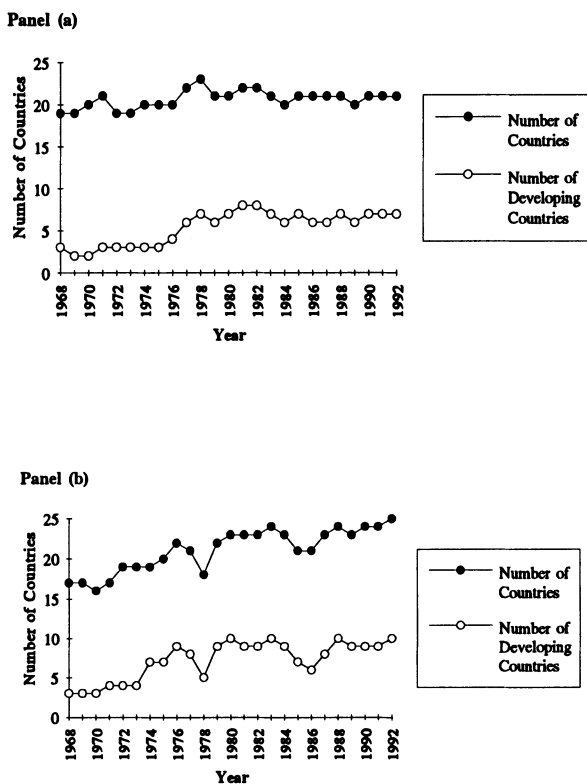 Panel (a)
Number of Countries
25
20
15
10
5
0
1968
1970
1972
1974
1976
1978
1980
1982
1984
1986
1988
1990
1992
Year
Number of
Countries
Number of
Developing
Countries
Panel (b)
Number of Countries
25
20
15
10
5
0
1968
1970
1972
1974
1976
1978
1980
1982
1984
1986
1988
1990
1992
Year
Number of
Countries
Number of
Developing
Countries